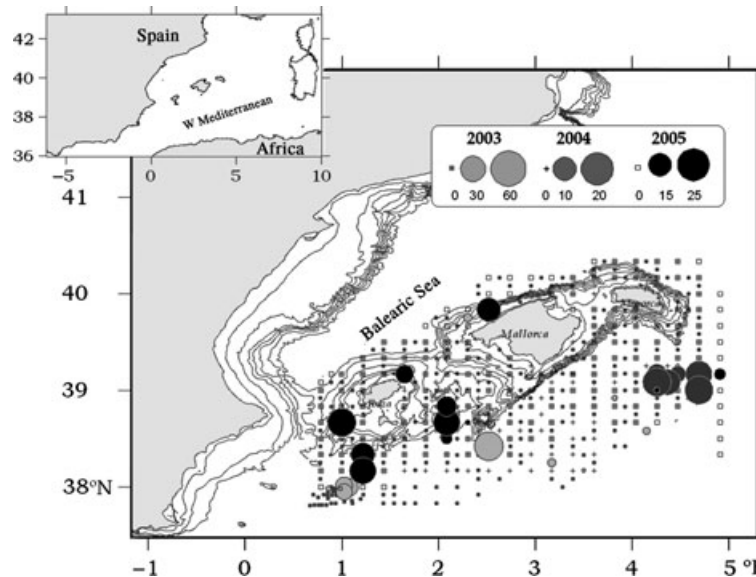 42
40
38
36
Spain
W Mediterranean
Africa
−5 0 5 10
2003 2004 2005
0 30 60 0 10 20 0 15 25
41
40
39
38°N
Balearic Sea
Mallorca
−1 0 1 2 3 4 5